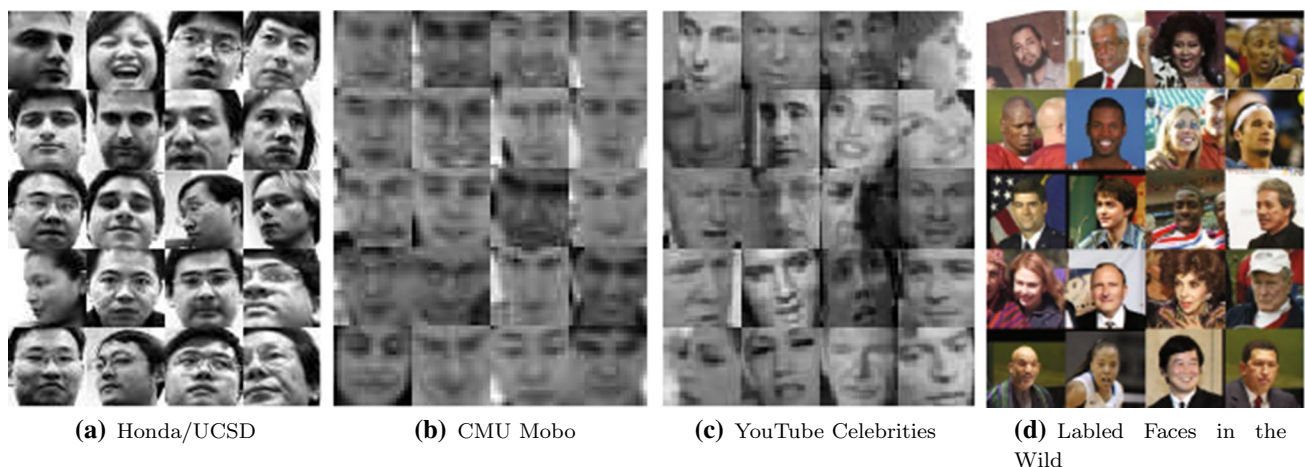 (a) Honda/UCSD
(b) CMU Mobo
(c) YouTube Celebrities
(d) Labled Faces in the
Wild